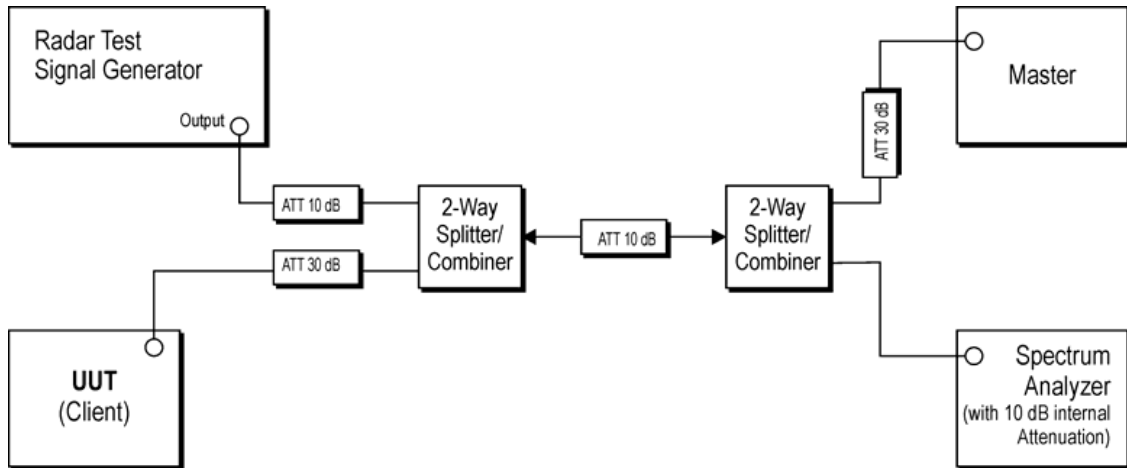 Radar Test
Signal Generator
Output
ATT 10 dB
ATT 30 dB
2-Way
Splitter/
Combiner
ATT 10 dB
2-Way
Splitter/
Combiner
ATT 30 dB
Master
UUT
(Client)
Spectrum
Analyzer
(with 10 dB internal
Attenuation)